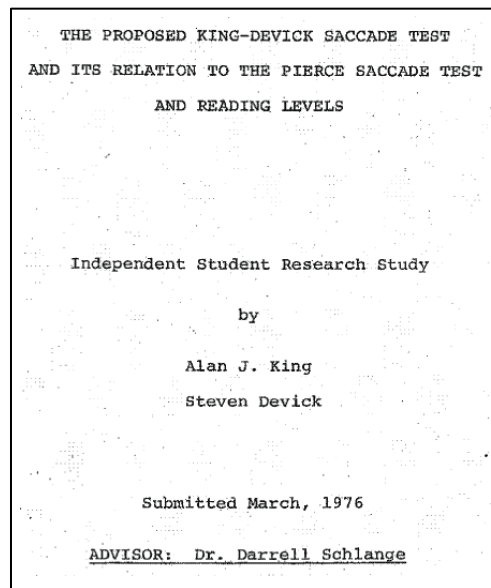 THE PROPOSED KING-DEVICK SACCADE TEST
AND ITS RELATION TO THE PIERCE SACCADE TEST
AND READING LEVELS
Independent Student Research Study
by
Alan J. King
Steven Devick
Submitted March, 1976
ADVISOR: Dr. Darrell Schlange